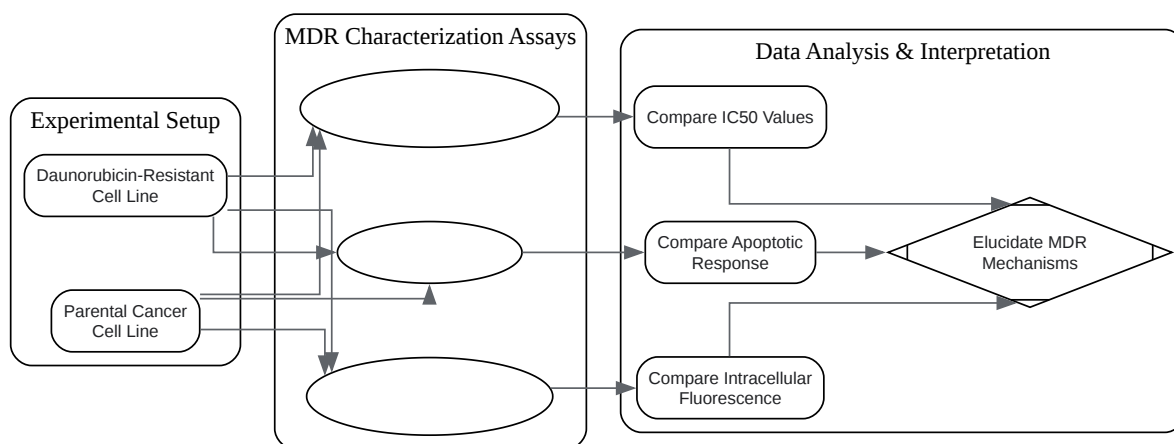 Experimental Setup
Daunorubicin-Resistant
Cell Line
Parental Cancer
Cell Line
MDR Characterization Assays
Data Analysis & Interpretation
Compare IC50 Values
Compare Apoptotic
Response
Compare Intracellular
Fluorescence
Elucidate MDR
Mechanisms